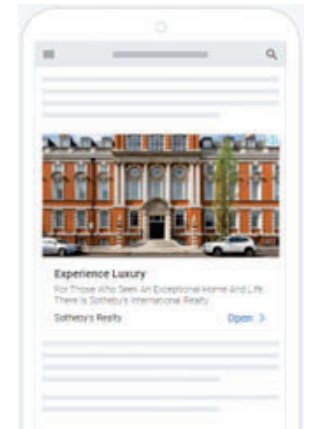 Experience Luxury
For Those Who Seek An Exceptional Home And Life,
There Is Sotheby's International Realty
Sotheby's Realty
Open >